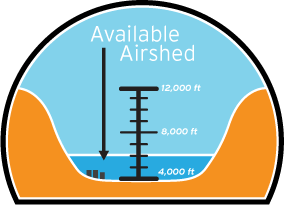 Available
Airshed
12,000 ft
8,000 ft
4,000 ft